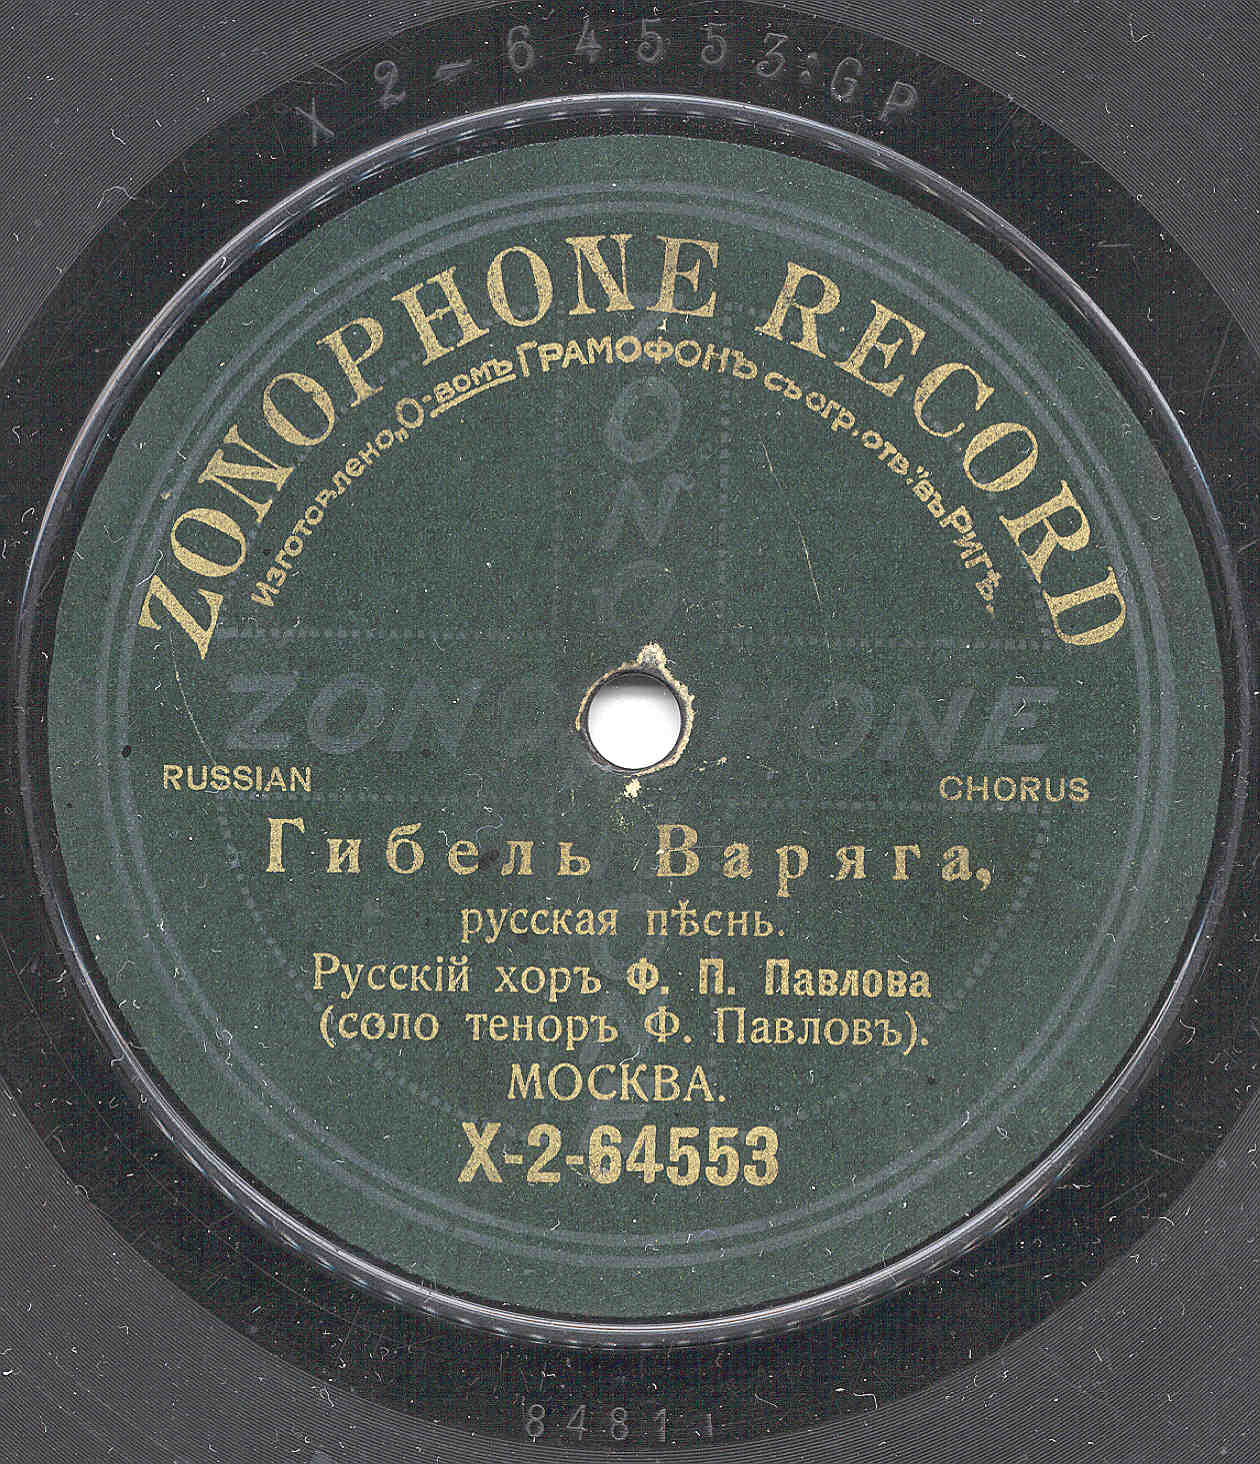 X 2-64553:GP
ZONOPHONE RECORD
Изготовлено „О-вомъ Грамофонъ съ огр. отв.“ въ Ригѣ.
ZONOPHONE
RUSSIAN CHORUS
Гибель Варяга,
русская пѣснь.
Русскій хоръ Ф. П. Павлова
(соло теноръ Ф. Павловъ).
МОСКВА.
X-2-64553
8481